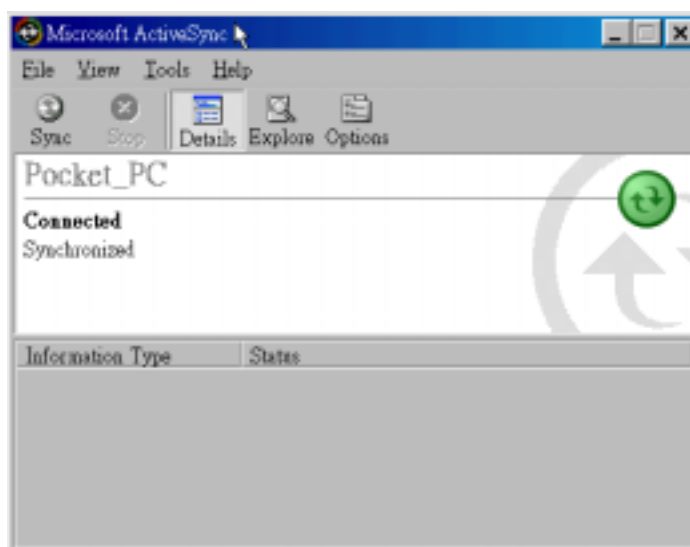 Microsoft ActiveSync
File View Tools Help
Sync Stop Details Explore Options
Pocket_PC
Connected
Synchronized
Information Type Status